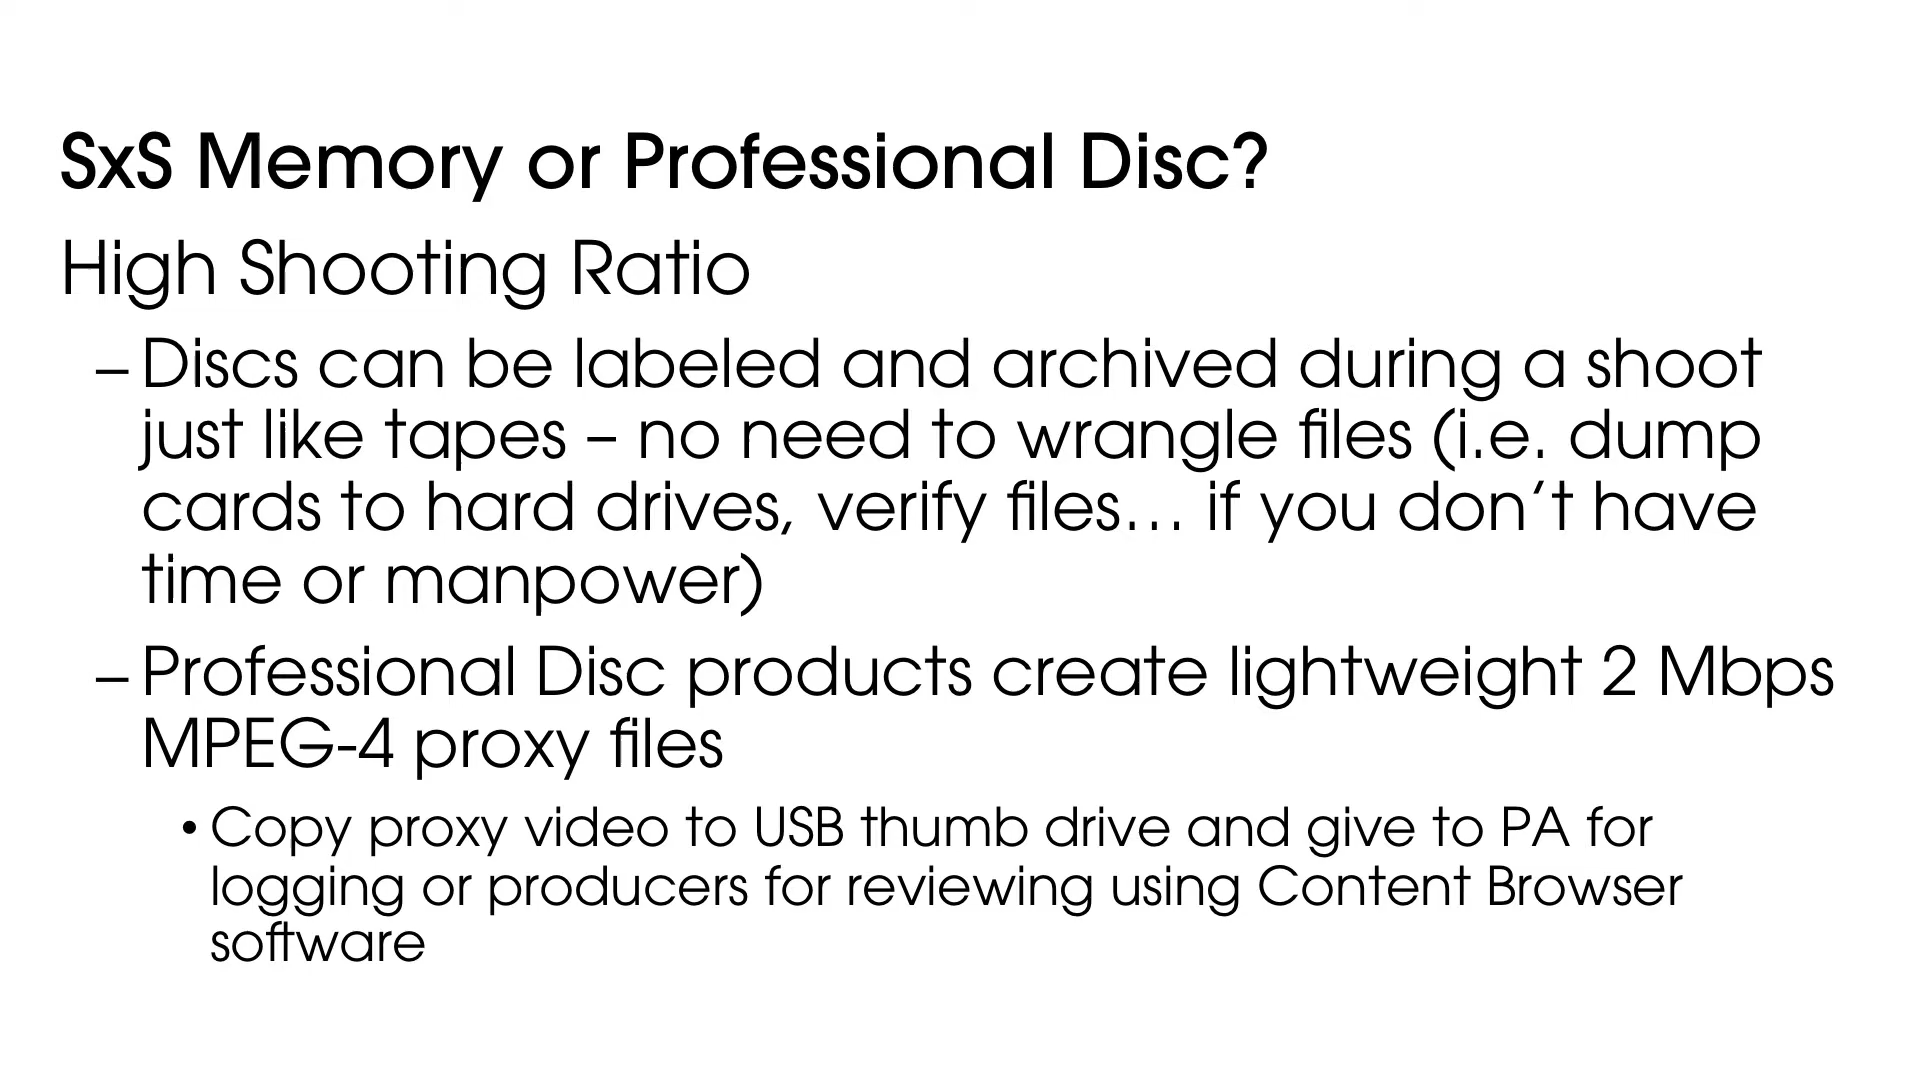 SxS Memory or Professional Disc?
High Shooting Ratio
– Discs can be labeled and archived during a shoot
just like tapes – no need to wrangle files (i.e. dump
cards to hard drives, verify files… if you don’t have
time or manpower)
– Professional Disc products create lightweight 2 Mbps
MPEG-4 proxy files
• Copy proxy video to USB thumb drive and give to PA for
logging or producers for reviewing using Content Browser
software